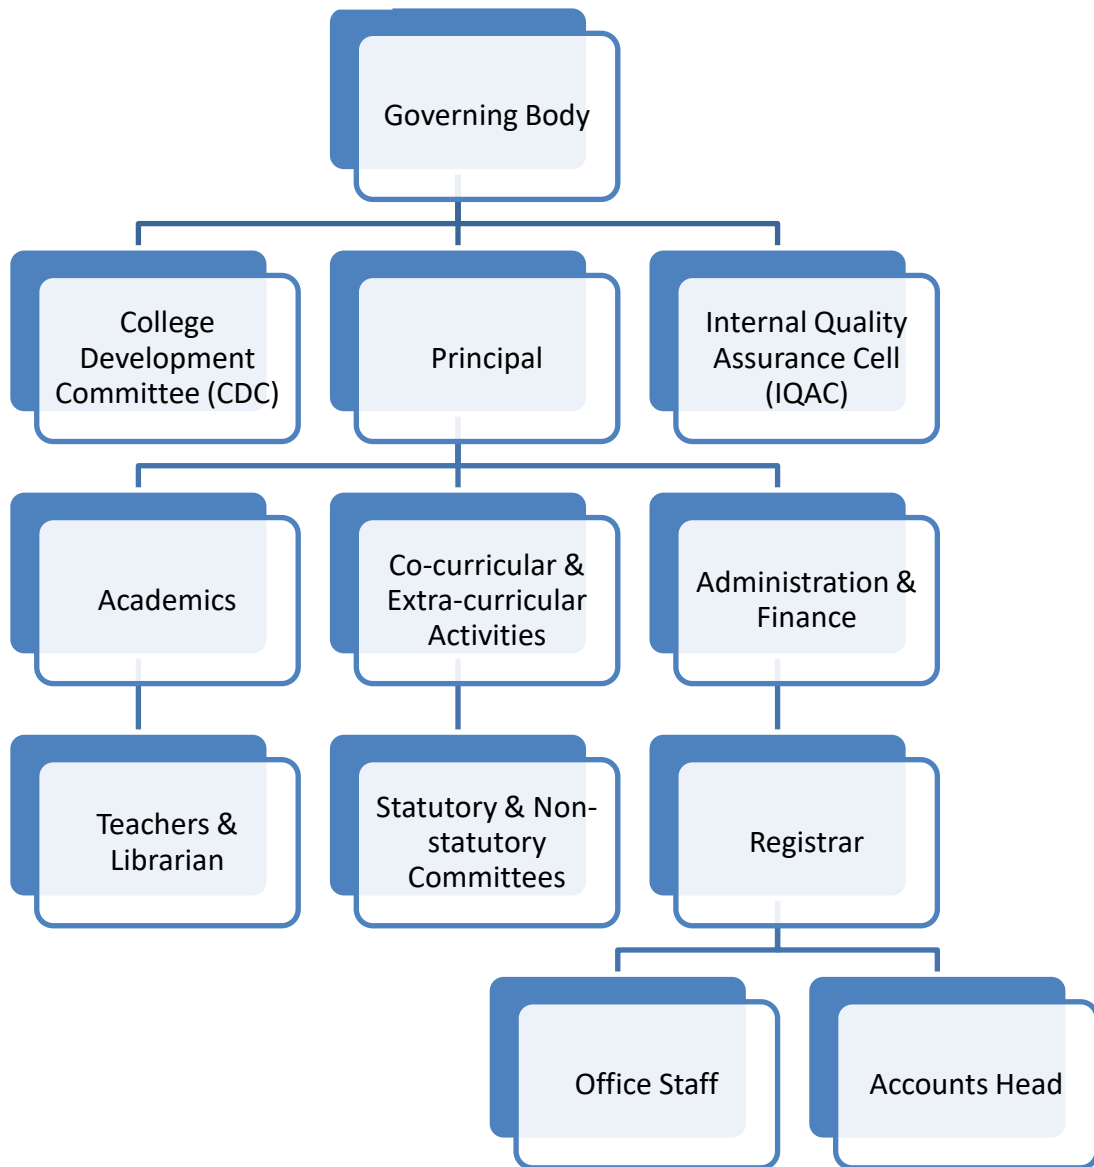 Governing Body
College
Development
Committee (CDC)
Principal
Internal Quality
Assurance Cell
(IQAC)
Academics
Co-curricular &
Extra-curricular
Activities
Administration &
Finance
Teachers &
Librarian
Statutory & Non-
statutory
Committees
Registrar
Office Staff
Accounts Head